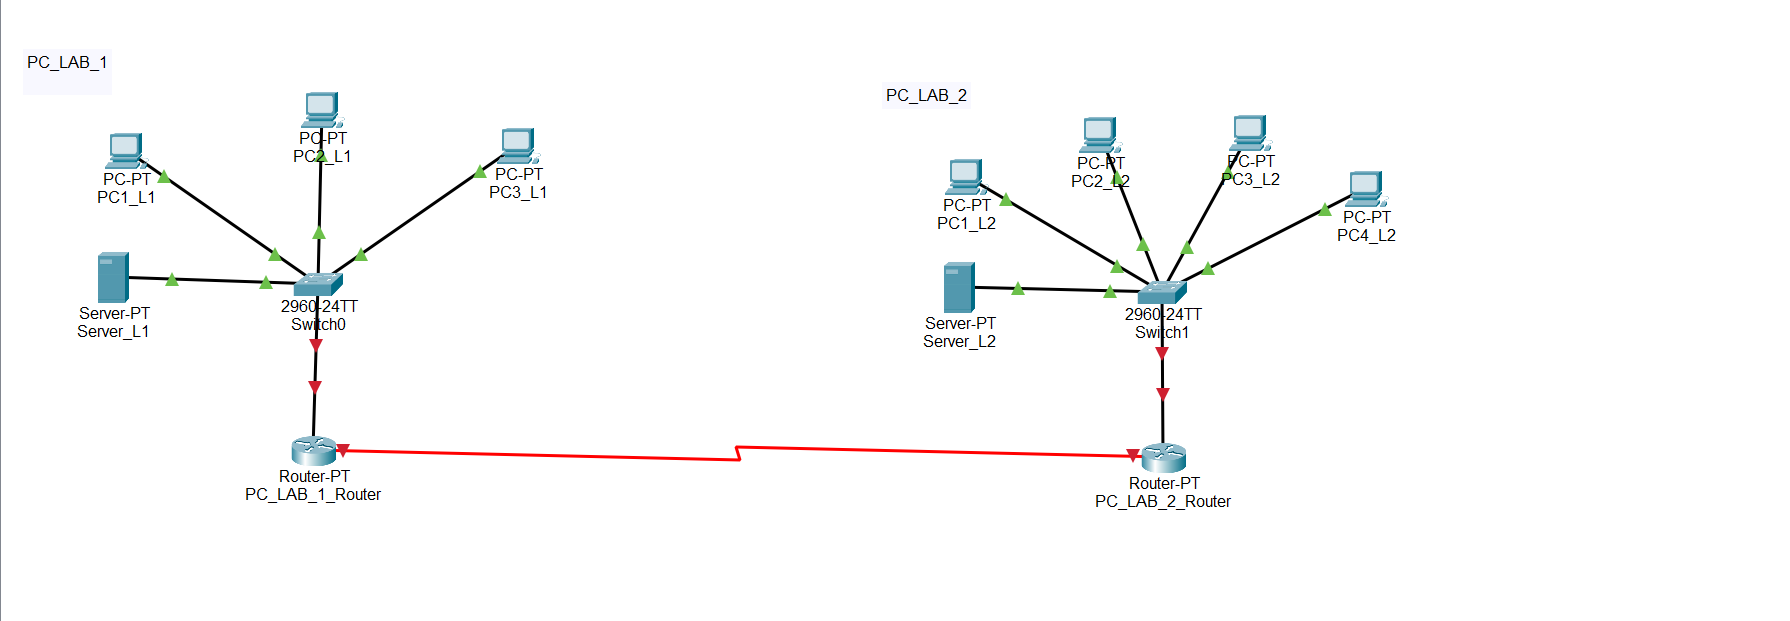 PC_LAB_1
PC-PT
PC2_L1
PC-PT
PC1_L1
PC-PT
PC3_L1
Server-PT
Server_L1
2960-24TT
Switch0
Router-PT
PC_LAB_1_Router
PC_LAB_2
PC-PT
PC2_L2
PC-PT
PC3_L2
PC-PT
PC1_L2
PC-PT
PC4_L2
Server-PT
Server_L2
2960-24TT
Switch1
Router-PT
PC_LAB_2_Router